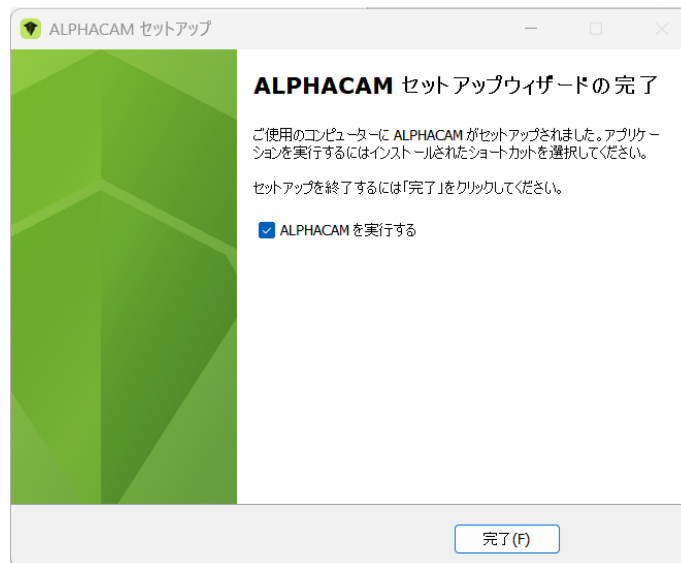 ALPHACAM セットアップ
ALPHACAM セットアップウィザードの完了
ご使用のコンピューターに ALPHACAM がセットアップされました。アプリケー
ションを実行するにはインストールされたショートカットを選択してください。
セットアップを終了するには「完了」をクリックしてください。
ALPHACAM を実行する
完了(F)